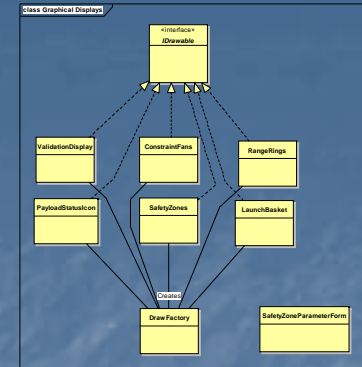 class Graphical Displays
«interface»
IDrawable
ValidationDisplay
ConstraintFans
RangeRings
PayloadStatusIcon
SafetyZones
LaunchBasket
Creates
DrawFactory
SafetyZoneParameterForm